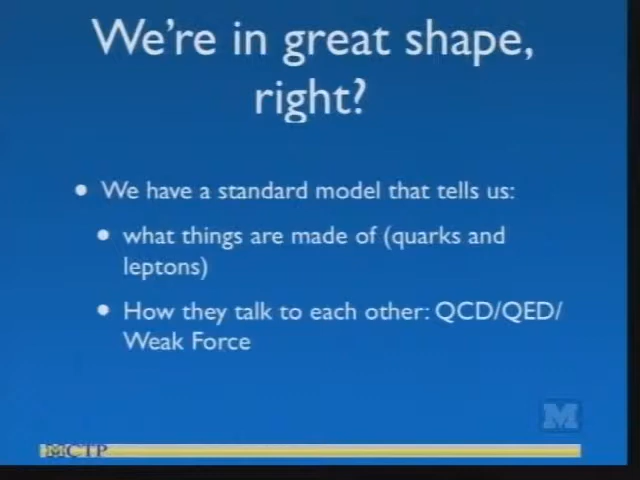 We're in great shape,
right?
• We have a standard model that tells us:
• what things are made of (quarks and
leptons)
• How they talk to each other: QCD/QED/
Weak Force
M
MCTP